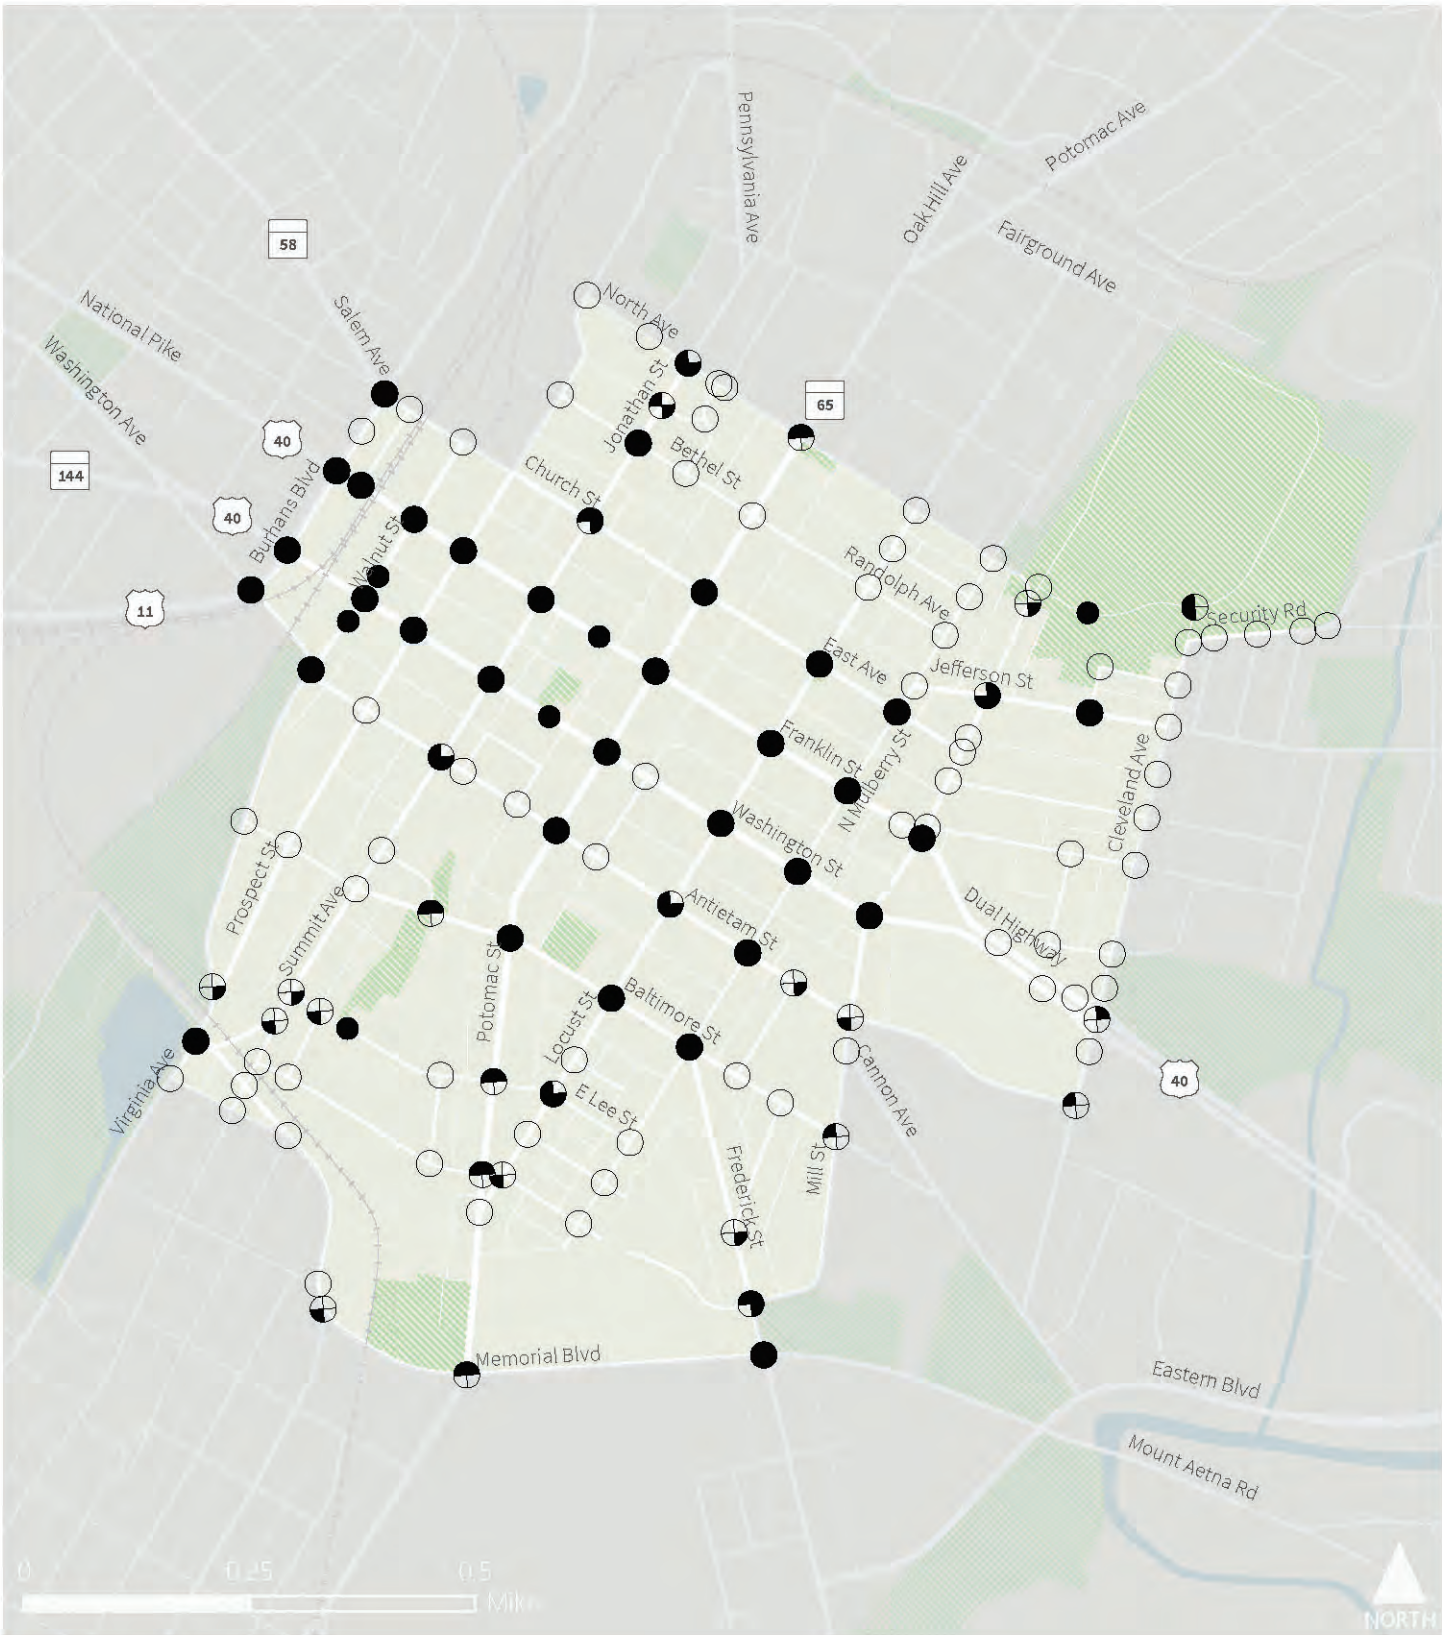 Potomac Ave
Pennsylvania Ave
Oak Hill Ave
Fairground Ave
58
National Pike
Salem Ave
North Ave
Washington Ave
65
40
Jonathan St
Bethel St
144
Church St
Burhans Blvd
40
Walnut St
Randolph Ave
11
Security Rd
East Ave
Jefferson St
Franklin St
N Mulberry St
Cleveland Ave
Washington St
Prospect St
Summit Ave
Antietam St
Dual Highway
Potomac St
Locust St
Baltimore St
Virginia Ave
Cannon Ave
40
E Lee St
Mill St
Frederick St
Memorial Blvd
Eastern Blvd
Mount Aetna Rd
0 0.25 0.5
Miles
NORTH